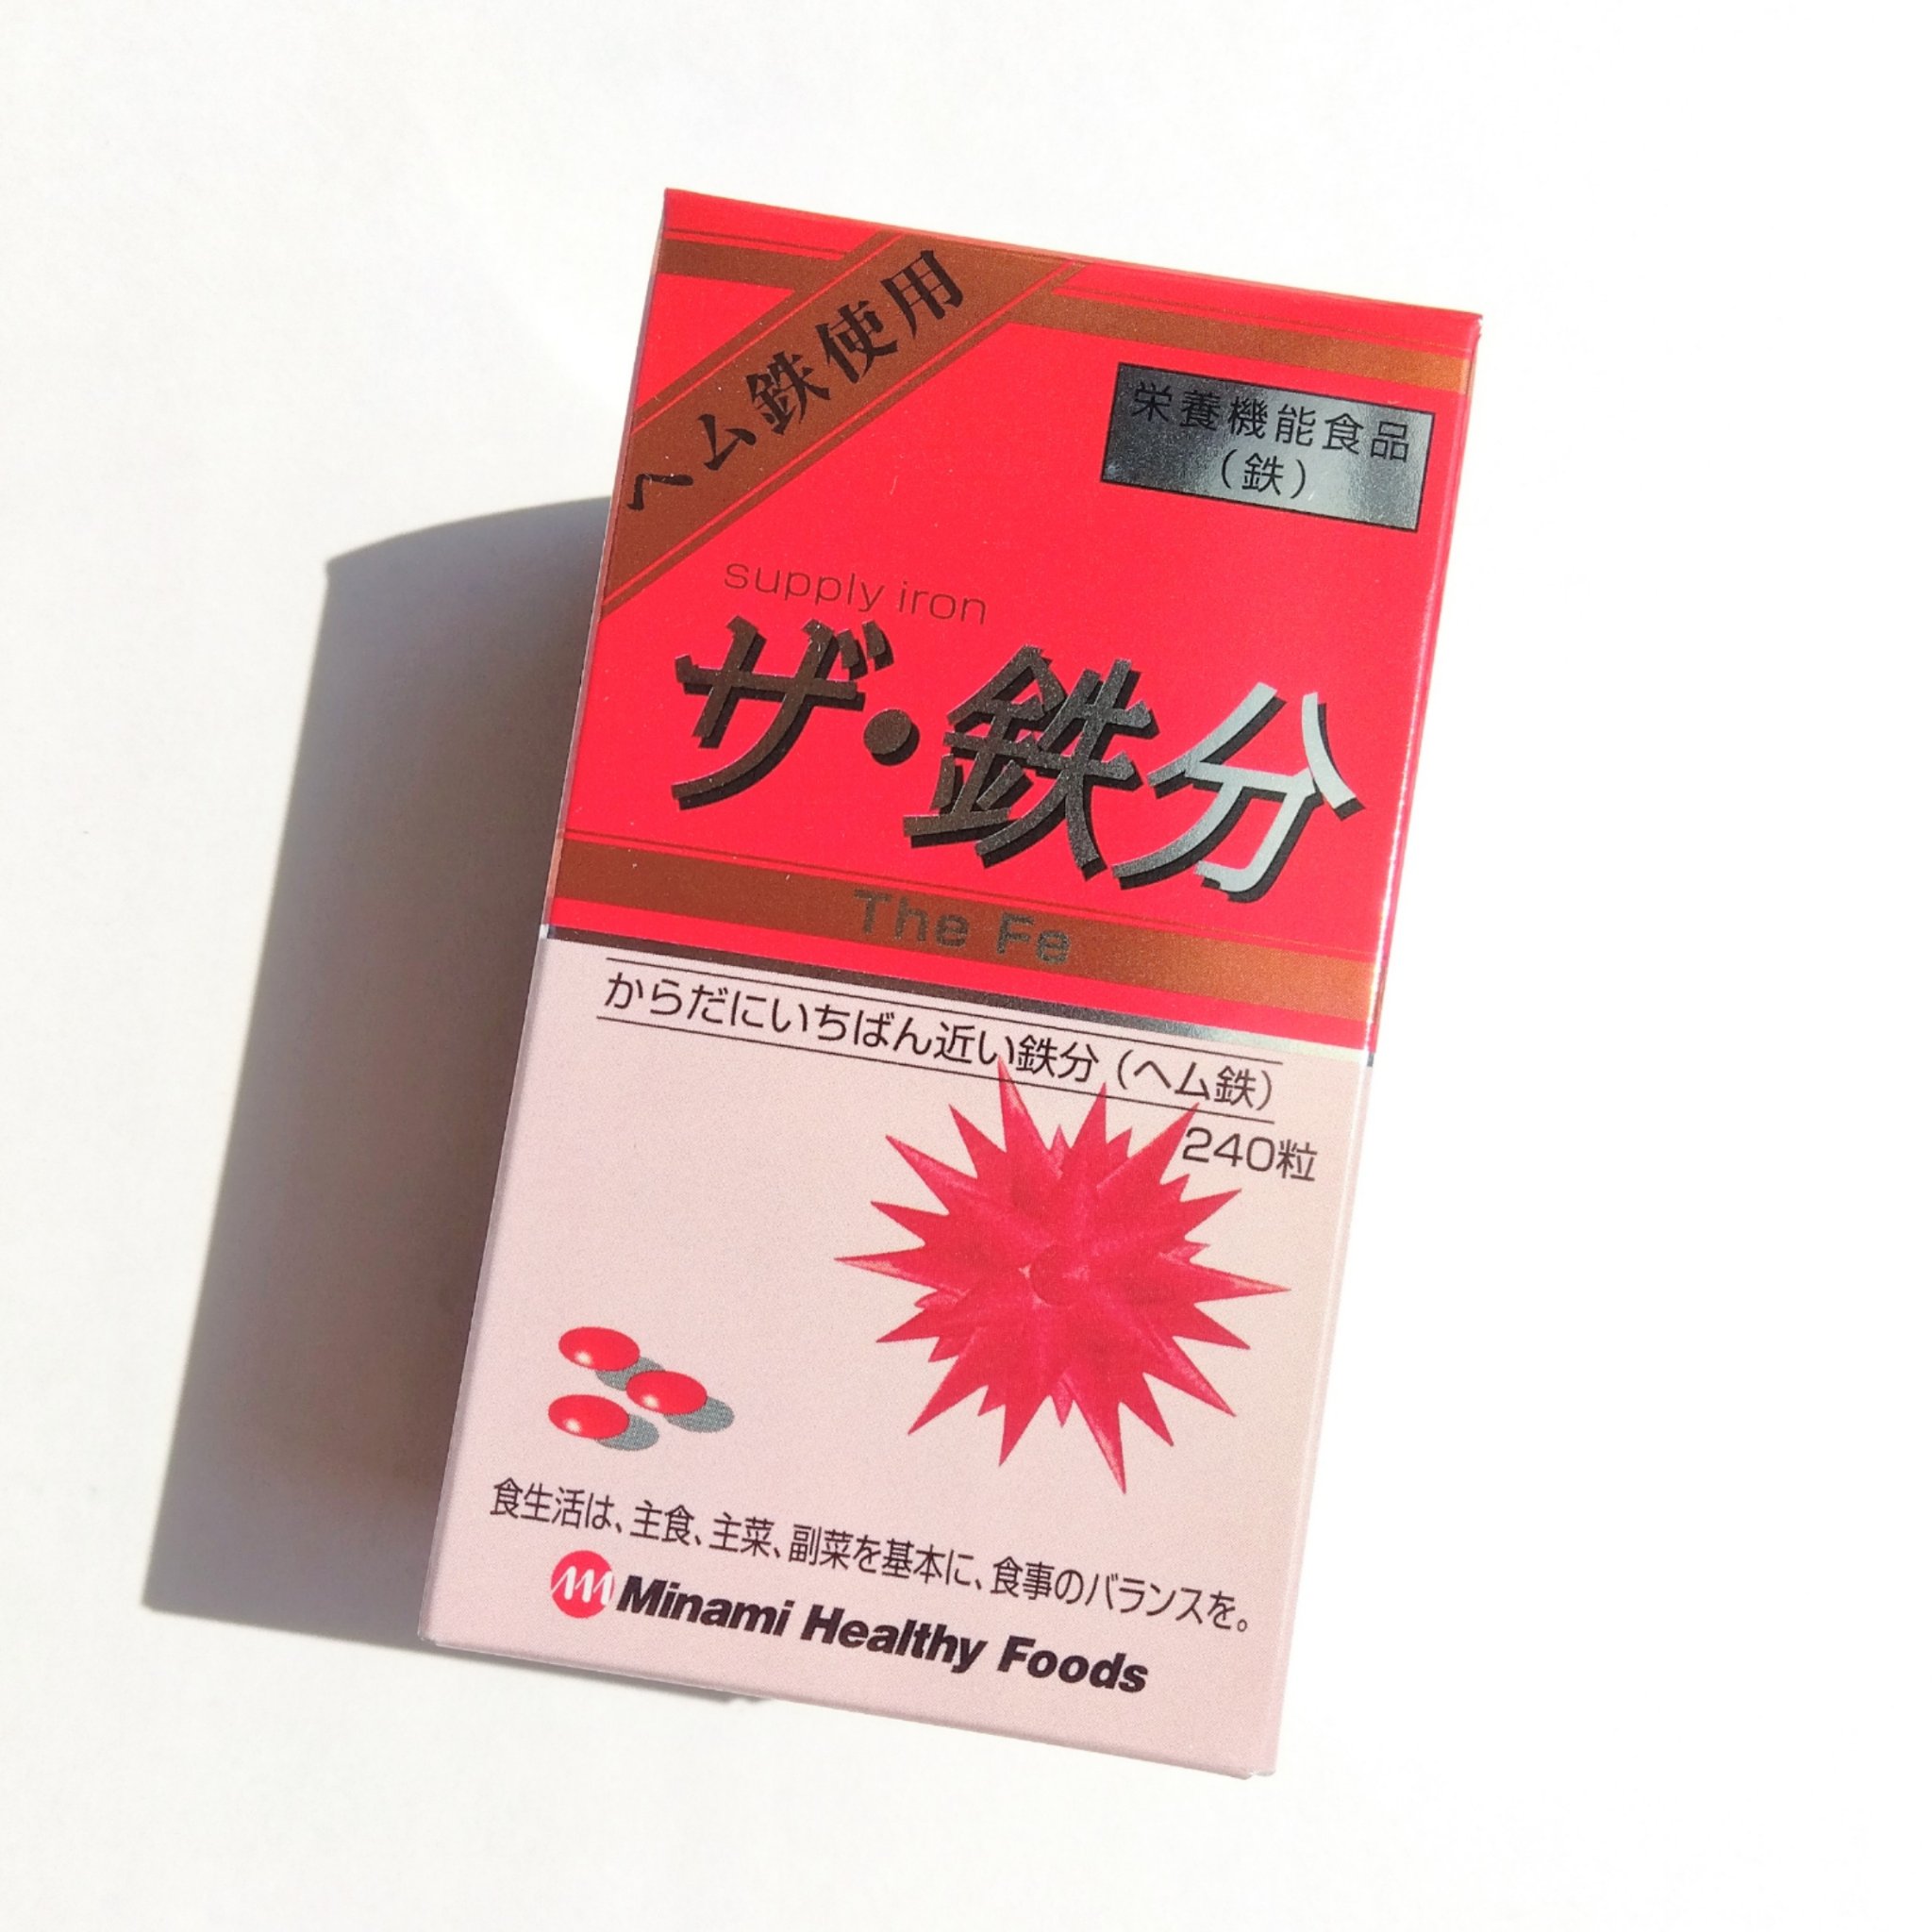 ヘム鉄使用
栄養機能食品
（鉄）
supply iron
ザ・鉄分
The Fe
からだにいちばん近い鉄分（ヘム鉄）
240粒
食生活は、主食、主菜、副菜を基本に、食事のバランスを。
Minami Healthy Foods